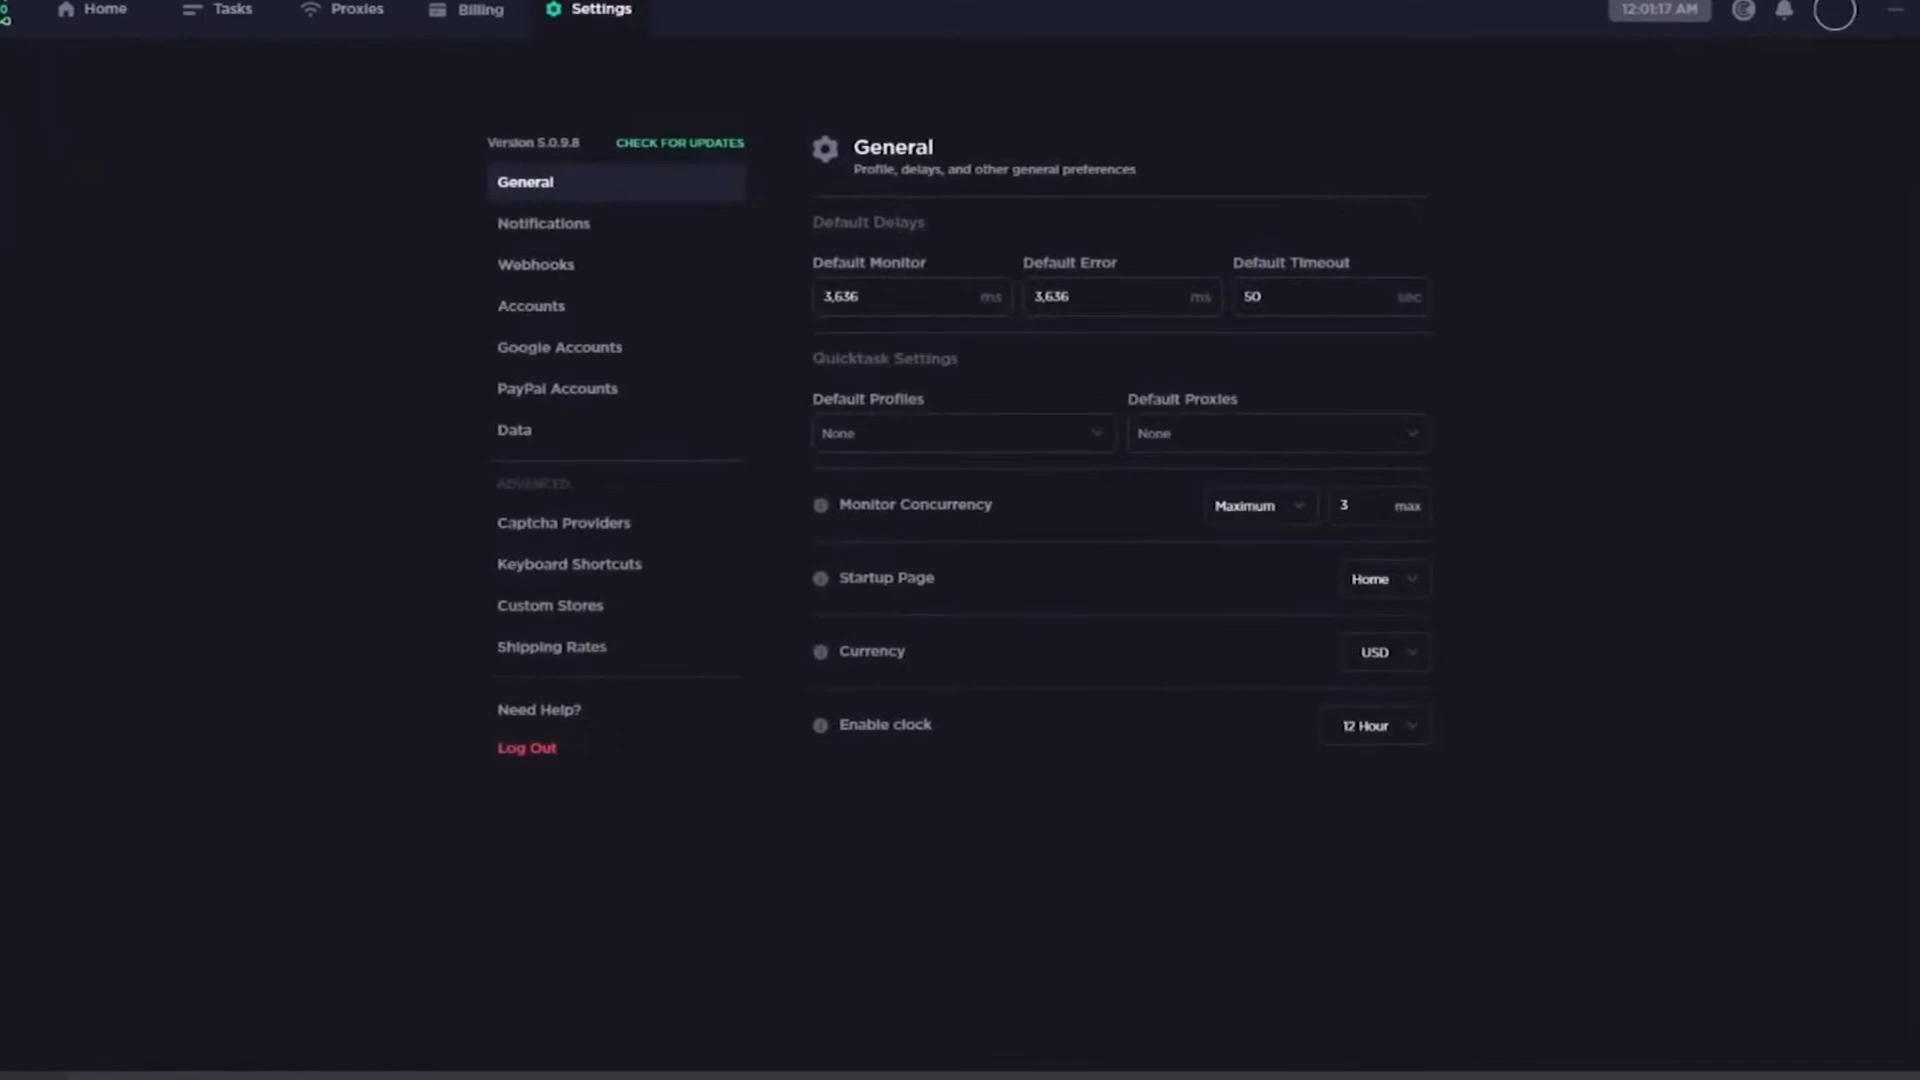 Home
Tasks
Proxies
Billing
Settings
12:01:17 AM
Version 5.0.9.8
CHECK FOR UPDATES
General
Notifications
Webhooks
Accounts
Google Accounts
PayPal Accounts
Data
ADVANCED
Captcha Providers
Keyboard Shortcuts
Custom Stores
Shipping Rates
Need Help?
Log Out
General
Profile, delays, and other general preferences
Default Delays
Default Monitor
Default Error
Default Timeout
3,636 ms
3,636 ms
50 sec
Quicktask Settings
Default Profiles
Default Proxies
None
None
Monitor Concurrency
Maximum
3 max
Startup Page
Home
Currency
USD
Enable clock
12 Hour